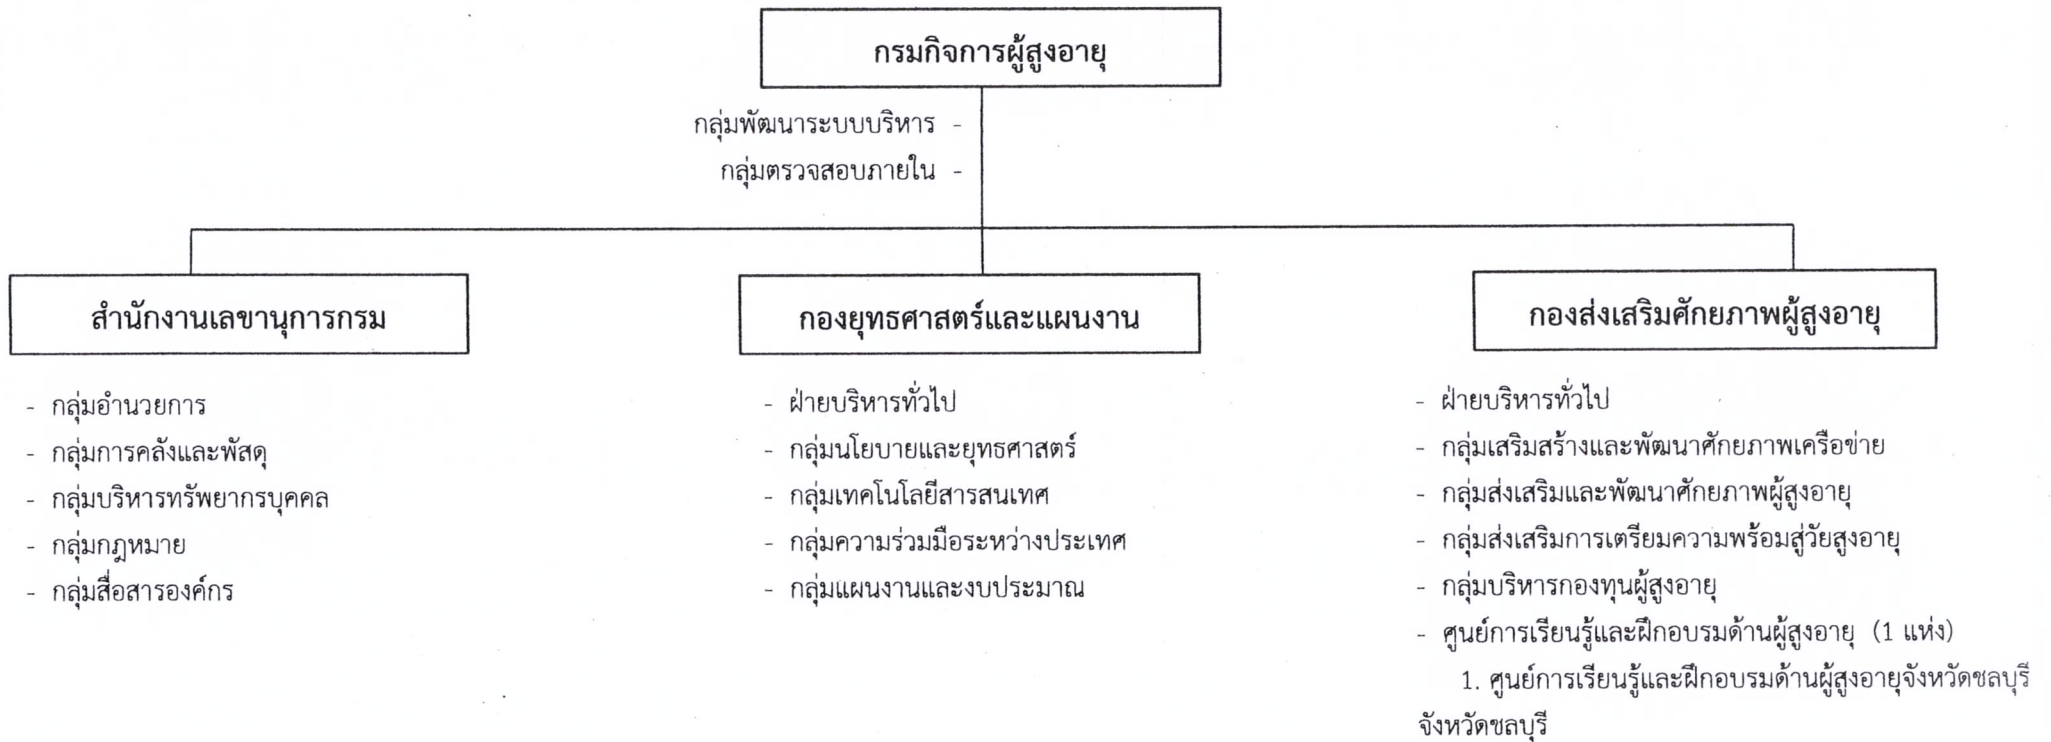 กรมกิจการผู้สูงอายุ
กลุ่มพัฒนาระบบบริหาร -
กลุ่มตรวจสอบภายใน -
สำนักงานเลขานุการกรม
- กลุ่มอำนวยการ
- กลุ่มการคลังและพัสดุ
- กลุ่มบริหารทรัพยากรบุคคล
- กลุ่มกฎหมาย
- กลุ่มสื่อสารองค์กร
กองยุทธศาสตร์และแผนงาน
- ฝ่ายบริหารทั่วไป
- กลุ่มนโยบายและยุทธศาสตร์
- กลุ่มเทคโนโลยีสารสนเทศ
- กลุ่มความร่วมมือระหว่างประเทศ
- กลุ่มแผนงานและงบประมาณ
กองส่งเสริมศักยภาพผู้สูงอายุ
- ฝ่ายบริหารทั่วไป
- กลุ่มเสริมสร้างและพัฒนาศักยภาพเครือข่าย
- กลุ่มส่งเสริมและพัฒนาศักยภาพผู้สูงอายุ
- กลุ่มส่งเสริมการเตรียมความพร้อมสู่วัยสูงอายุ
- กลุ่มบริหารกองทุนผู้สูงอายุ
- ศูนย์การเรียนรู้และฝึกอบรมด้านผู้สูงอายุ (1 แห่ง)
1. ศูนย์การเรียนรู้และฝึกอบรมด้านผู้สูงอายุจังหวัดชลบุรี
จังหวัดชลบุรี